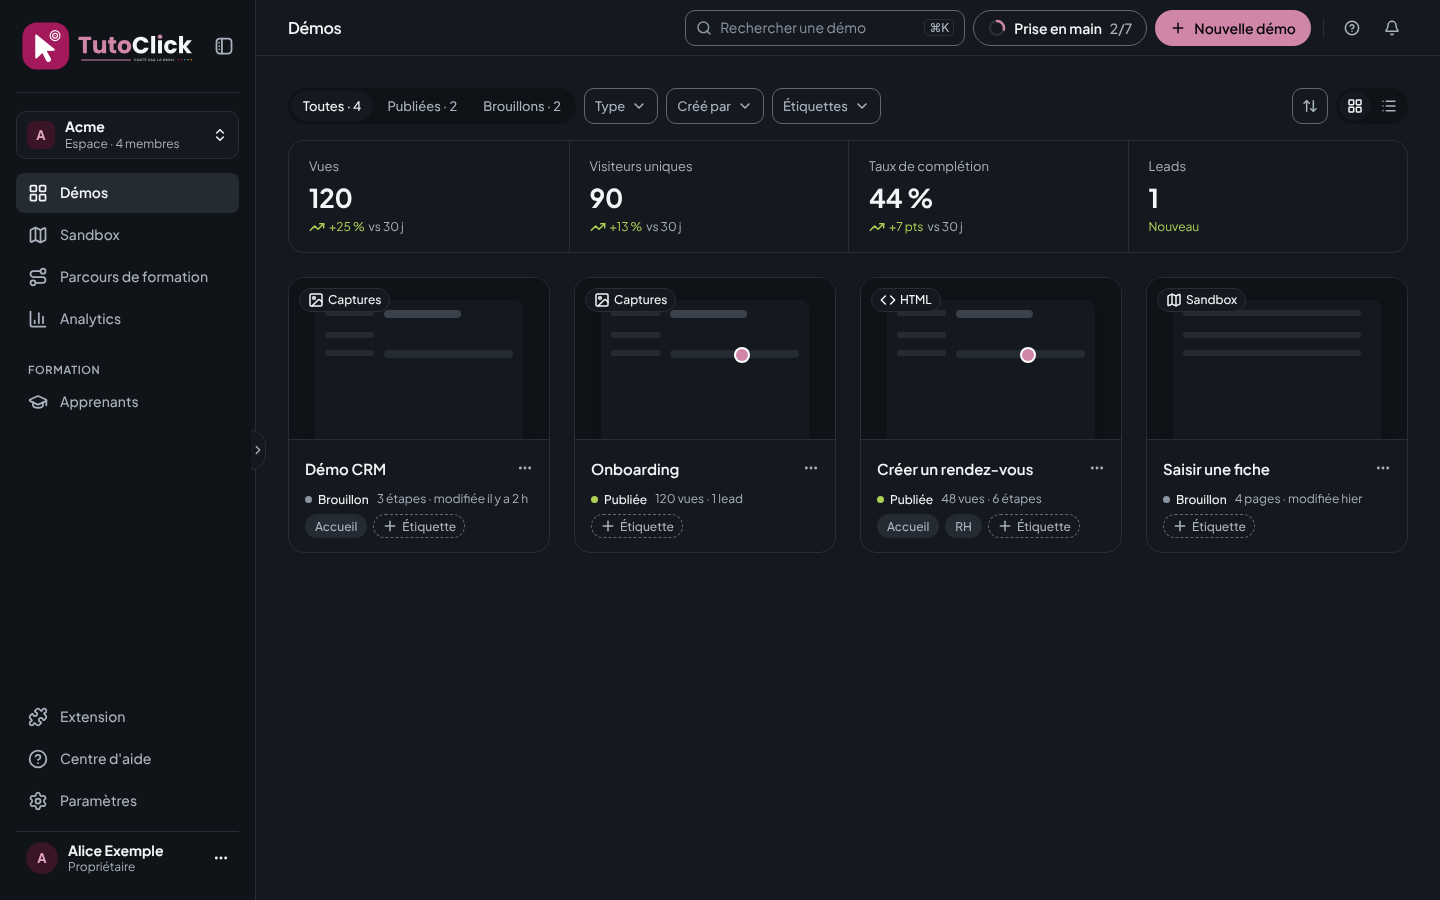 TutoClick
Acme
Espace · 4 membres
Démos
Sandbox
Parcours de formation
Analytics
FORMATION
Apprenants
Extension
Centre d'aide
Paramètres
Alice Exemple
Propriétaire
A
A
Démos
Rechercher une démo
⌘K
Prise en main 2/7
+ Nouvelle démo
Toutes · 4
Publiées · 2
Brouillons · 2
Type
Créé par
Étiquettes
Vues
120
+25 % vs 30 j
Visiteurs uniques
90
+13 % vs 30 j
Taux de complétion
44 %
+7 pts vs 30 j
Leads
1
Nouveau
Captures
Démo CRM
Brouillon 3 étapes · modifiée il y a 2 h
Accueil + Étiquette
Captures
Onboarding
Publiée 120 vues · 1 lead
+ Étiquette
HTML
Créer un rendez-vous
Publiée 48 vues · 6 étapes
Accueil RH + Étiquette
Sandbox
Saisir une fiche
Brouillon 4 pages · modifiée hier
+ Étiquette